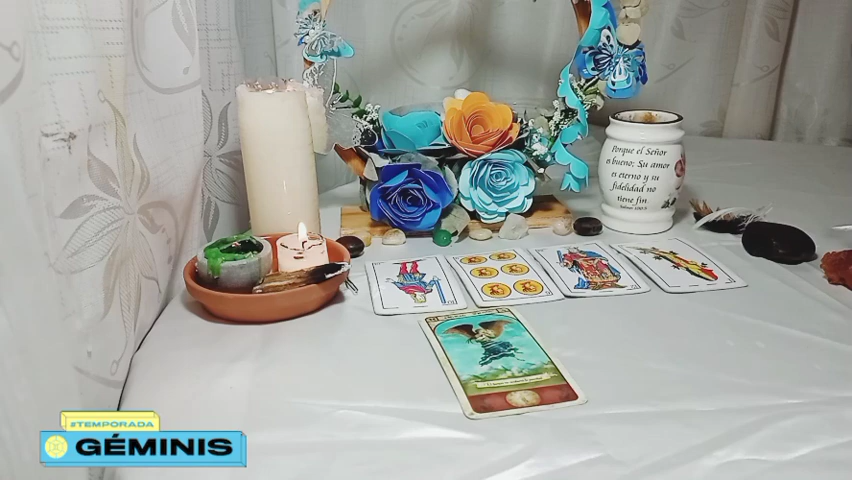 Porque el Señor
es bueno; Su amor
es eterno y su
fidelidad no
tiene fin
#TEMPORADA
GÉMINIS